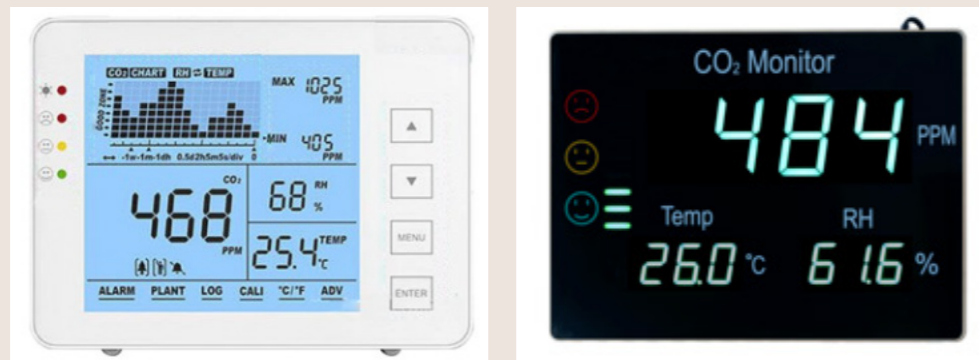 CO2 CHART RH ⇌ TEMP
GOOD ZONE
MAX 1025
PPM
MIN 405
PPM
↔ -1w-1m-1dh 0.5d2h5m5s/div 0
CO2
468
PPM
68 RH
%
25.4 TEMP
°C
ALARM PLANT LOG CALI °C/°F ADV
▲
▼
MENU
ENTER
CO2 Monitor
484 PPM
Temp RH
26.0 °C 61.6 %